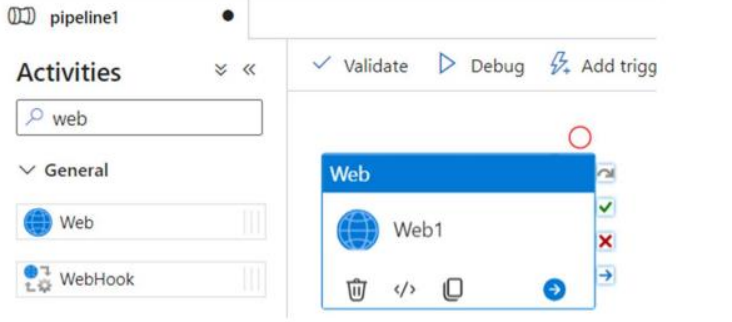 pipeline1
Activities
Validate Debug Add trigg
web
General
Web
Web
Web1
WebHook